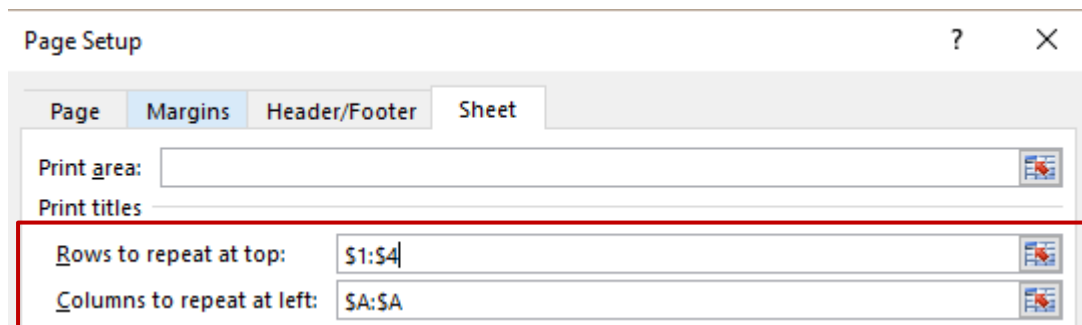 Page Setup ?
Page Margins Header/Footer Sheet
Print area:
Print titles
Rows to repeat at top: $1:$4
Columns to repeat at left: $A:$A